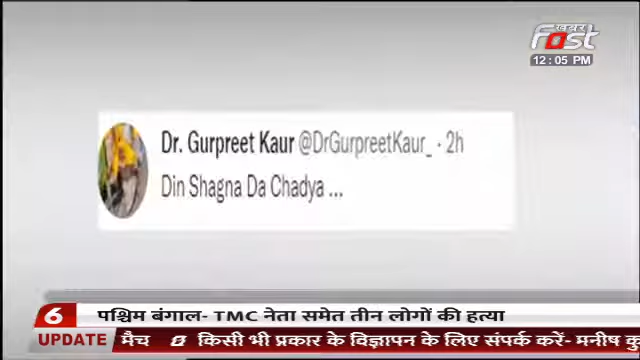 खबर
Fast
12:05 PM
Dr. Gurpreet Kaur @DrGurpreetKaur_ · 2h
Din Shagna Da Chadya ...
6 पश्चिम बंगाल- TMC नेता समेत तीन लोगों की हत्या
UPDATE मैच किसी भी प्रकार के विज्ञापन के लिए संपर्क करें- मनीष कु